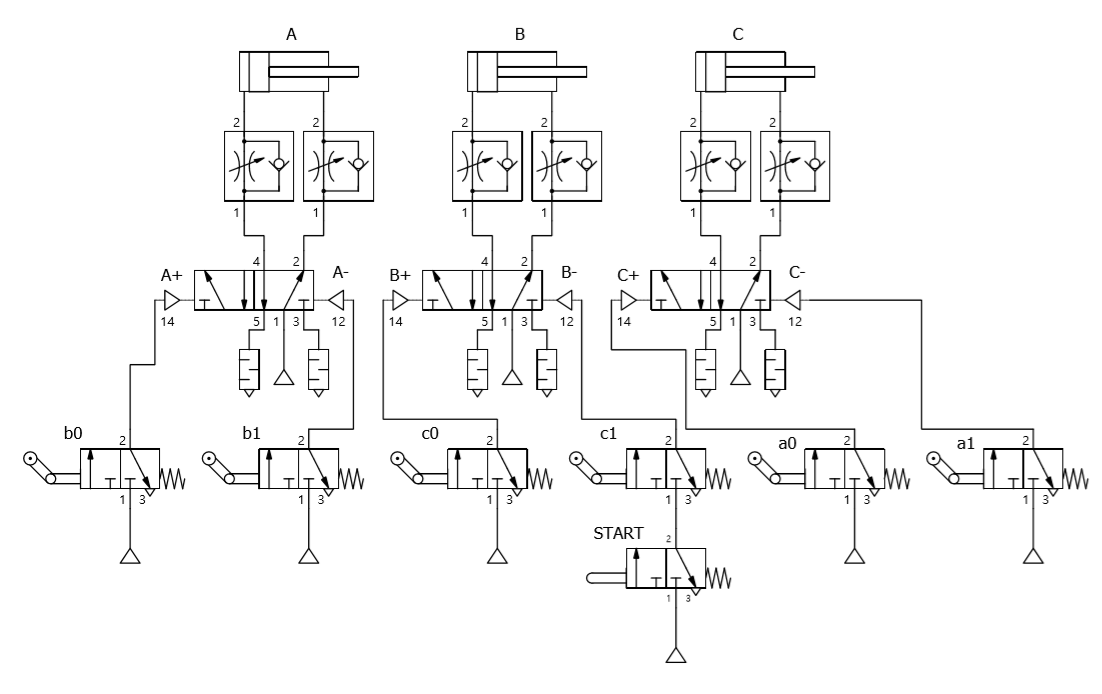 A B C
2 2 2 2 2 2
1 1 1 1 1 1
4 2 4 2 4 2
A+ A- B+ B- C+ C-
14 5 1 3 12 14 5 1 3 12 14 5 1 3 12
b0 2 b1 2 c0 2 c1 2 a0 2 a1 2
1 3 1 3 1 3 1 3 1 3 1 3
START 2
1 3